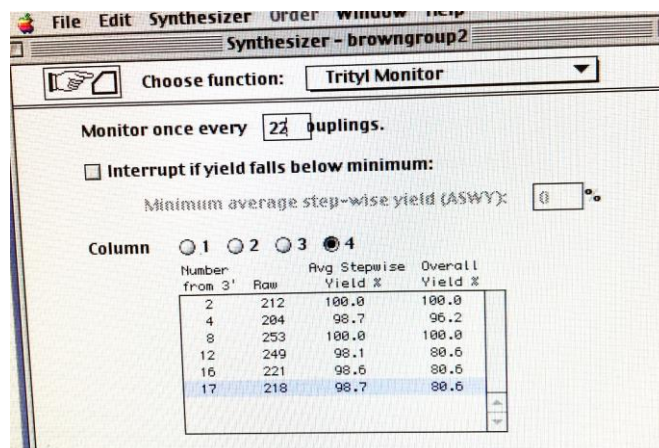 File Edit Synthesizer Order Window Help
Synthesizer - browngroup2
Choose function: Trityl Monitor
Monitor once every 22 ouplings.
Interrupt if yield falls below minimum:
Minimum average step-wise yield (ASWY): 0 %
Column 1 2 3 4
Number Avg Stepwise Overall
from 3' Raw Yield % Yield %
2 212 100.0 100.0
4 204 98.7 96.2
8 253 100.0 100.0
12 249 98.1 80.6
16 221 98.6 80.6
17 218 98.7 80.6